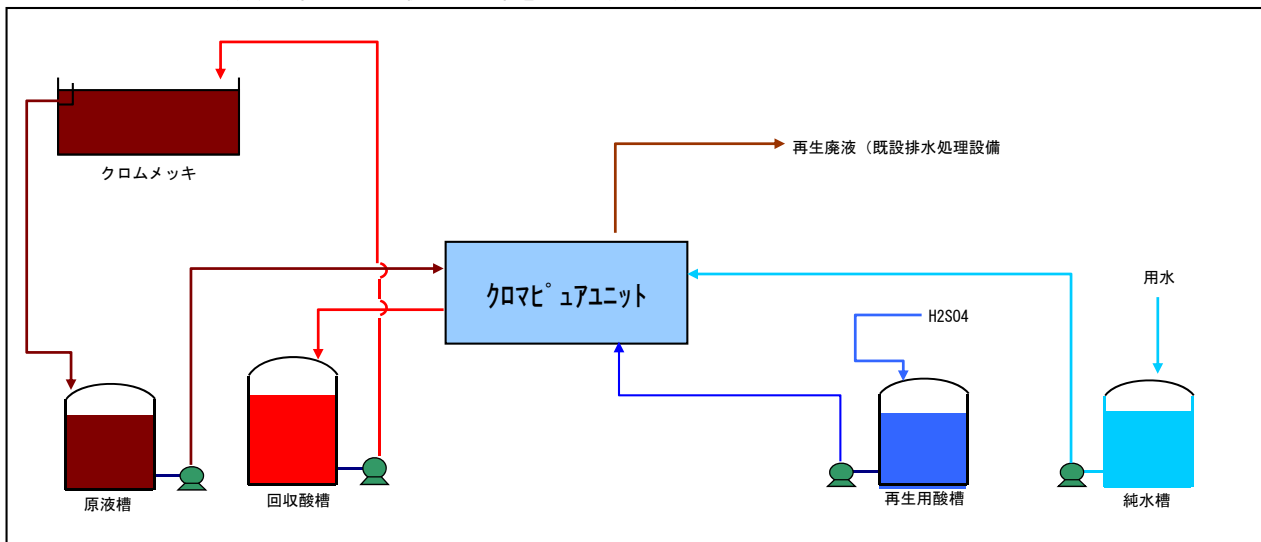 クロムメッキ
再生廃液（既設排水処理設備
クロマピュアユニット
用水
H2SO4
原液槽
回収酸槽
再生用酸槽
純水槽